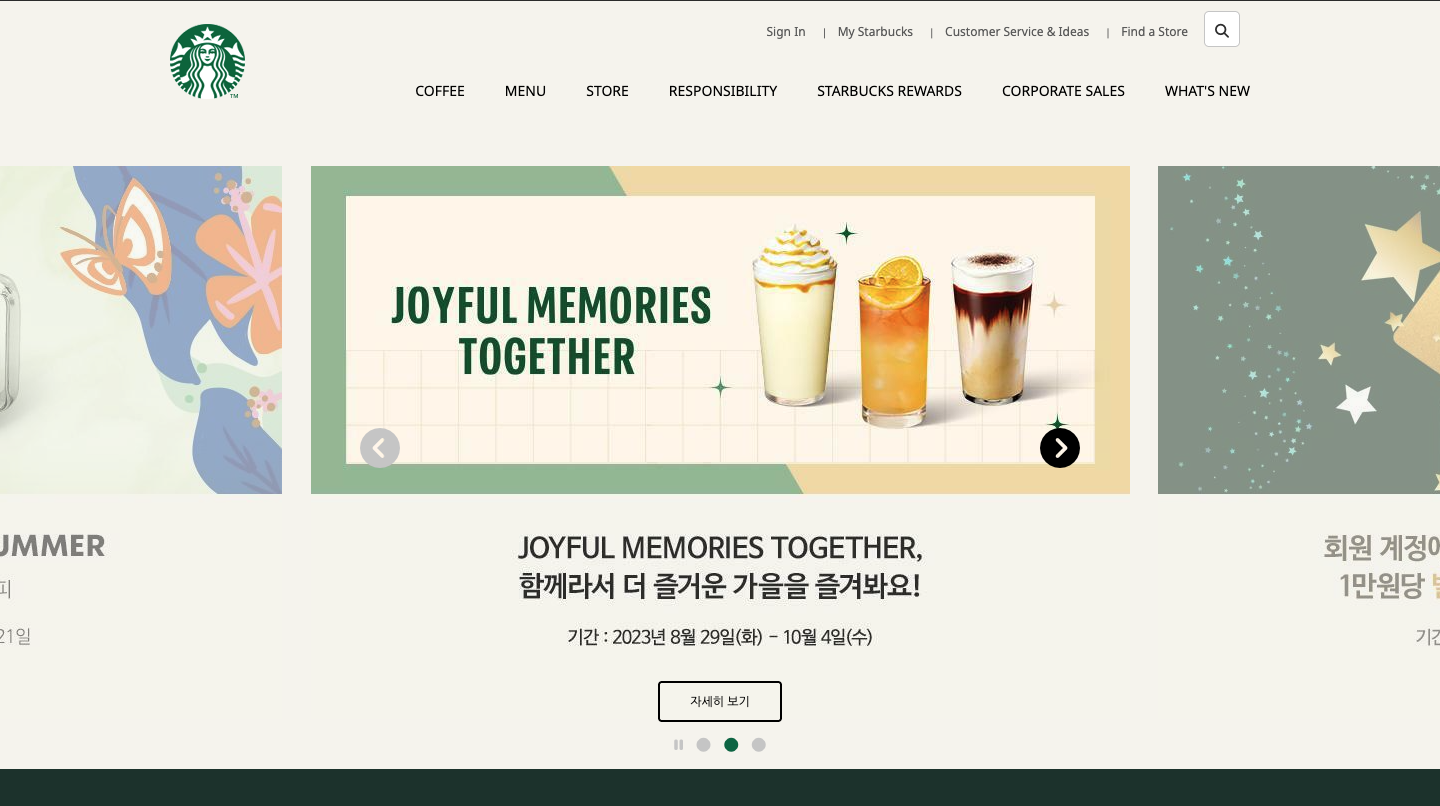 Sign In | My Starbucks | Customer Service & Ideas | Find a Store
TM
COFFEE MENU STORE RESPONSIBILITY STARBUCKS REWARDS CORPORATE SALES WHAT'S NEW
JOYFUL MEMORIES
TOGETHER
UMMER
피
21일
JOYFUL MEMORIES TOGETHER,
함께라서 더 즐거운 가을을 즐겨봐요!
기간 : 2023년 8월 29일(화) - 10월 4일(수)
자세히 보기
회원 계정에
1만원당
기간